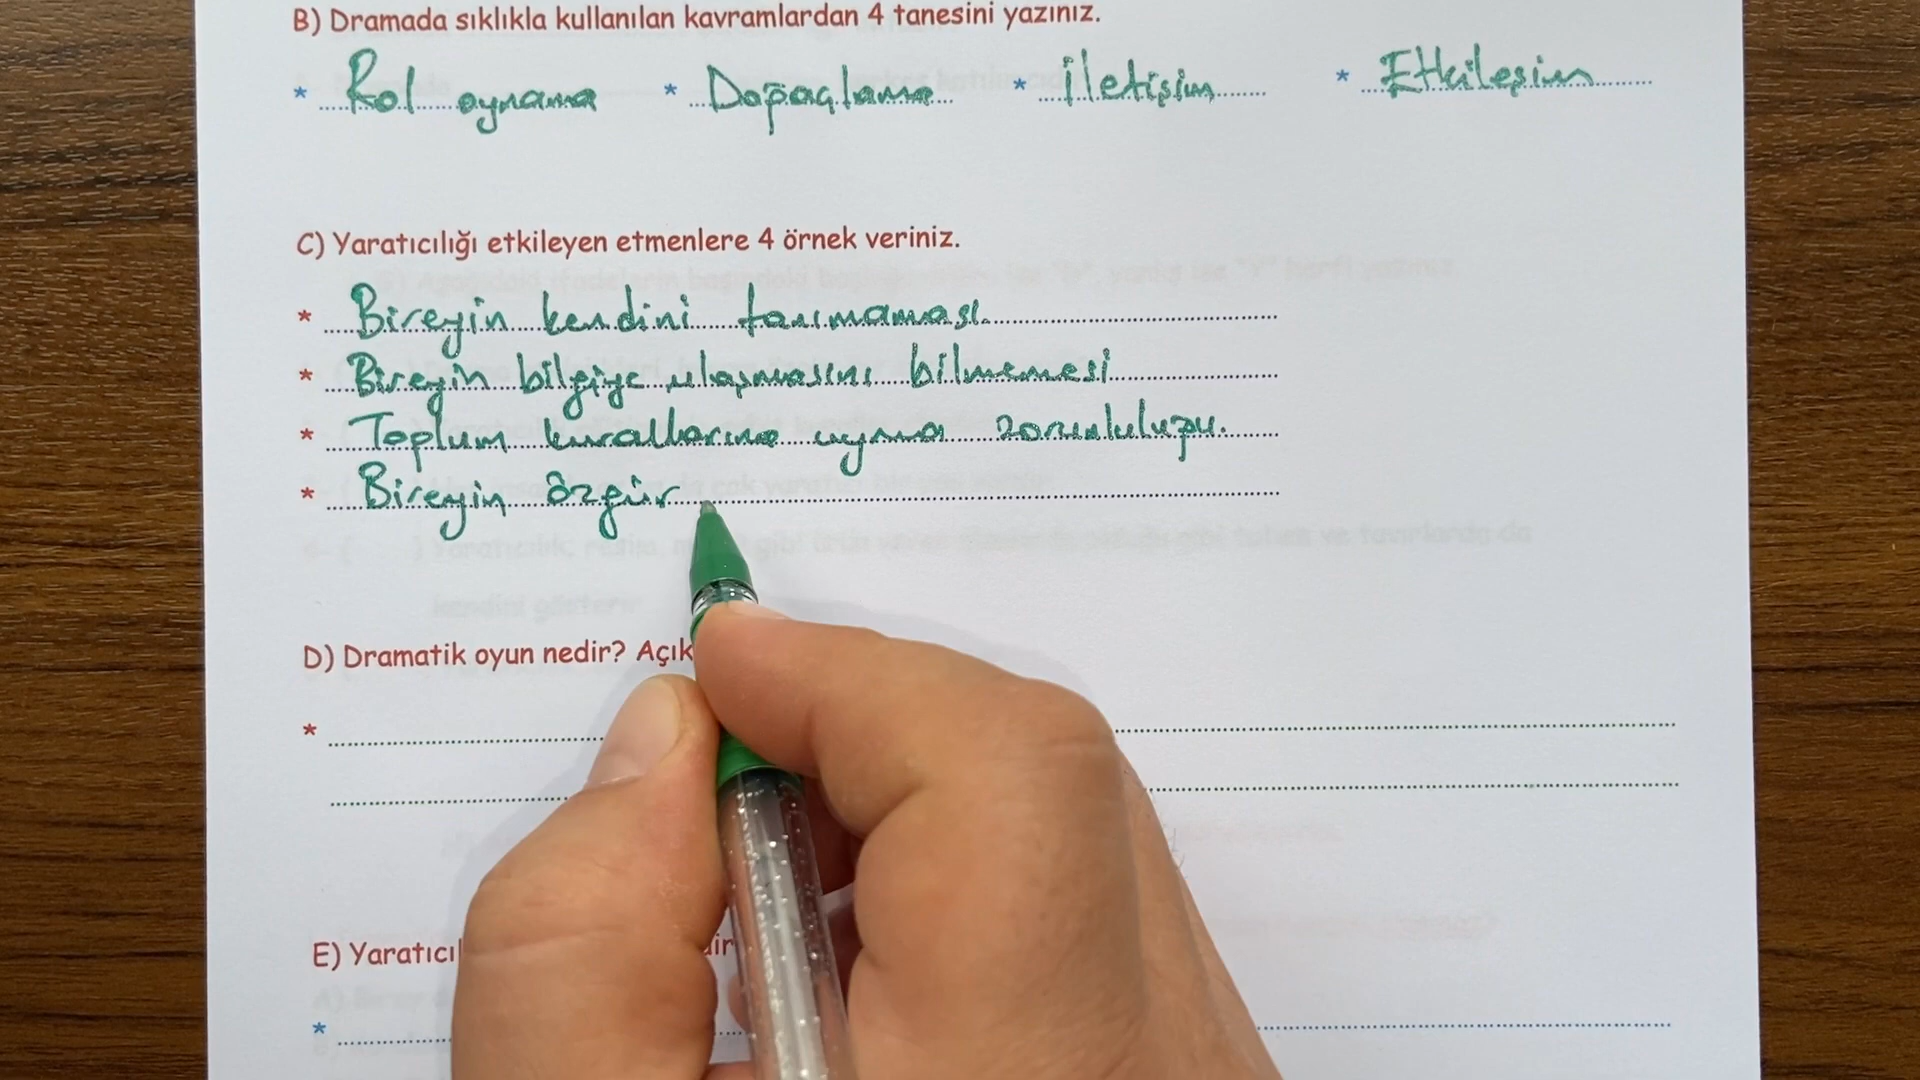 B) Dramada sıklıkla kullanılan kavramlardan 4 tanesini yazınız.
* Rol oynama * Doğaçlama * İletişim * Etkileşim
C) Yaratıcılığı etkileyen etmenlere 4 örnek veriniz.
* Bireyin kendini tanımaması.
* Bireyin bilgiye ulaşmasını bilmemesi
* Toplum kurallarına uyma zorunluluğu.
* Bireyin özgür
D) Dramatik oyun nedir? Açık
*
E) Yaratıcıl
*